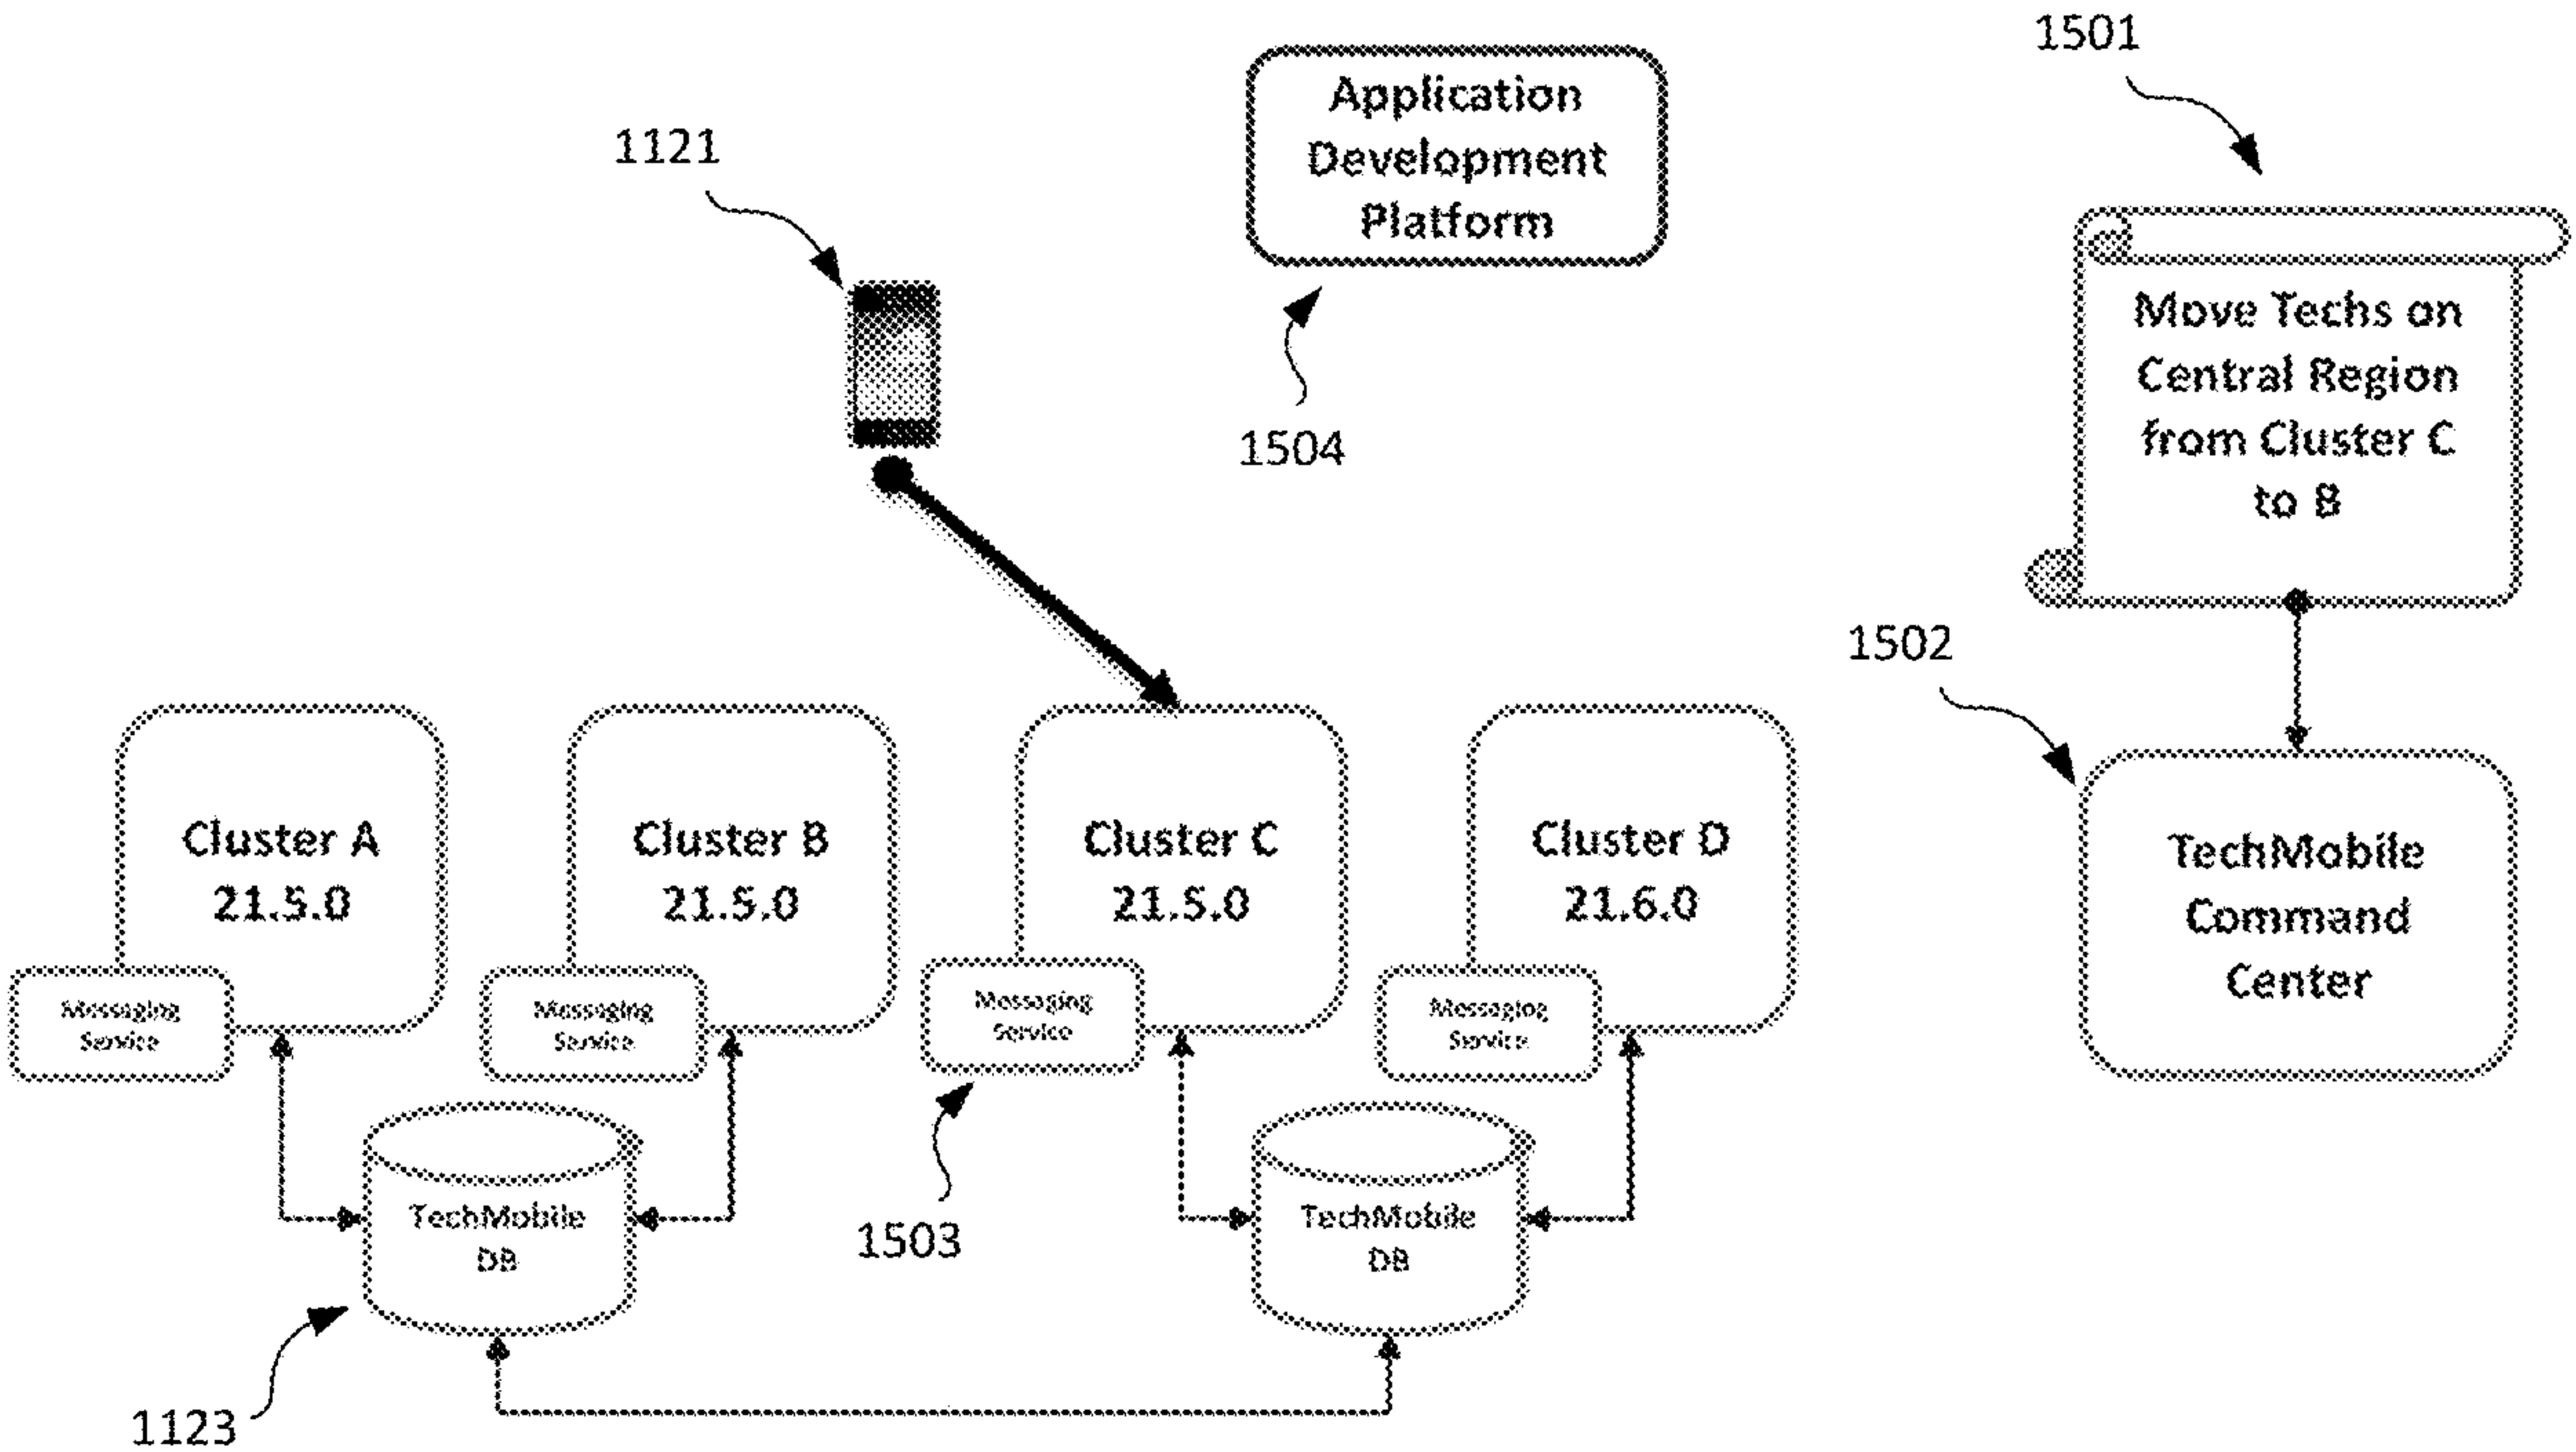 1501
Application
Development
Platform
1121
Move Techs on
Central Region
from Cluster C
to B
1504
1502
Cluster A
21.5.0
Cluster B
21.5.0
Cluster C
21.5.0
Cluster D
21.6.0
TechMobile
Command
Center
Messaging
Service
Messaging
Service
Messaging
Service
Messaging
Service
TechMobile
DB
1503
TechMobile
DB
1123